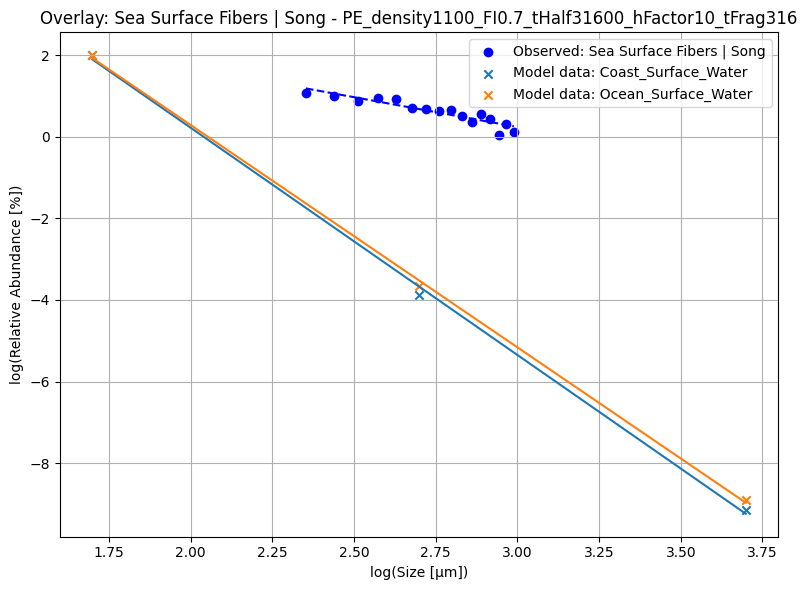 Overlay: Sea Surface Fibers | Song - PE_density1100_FI0.7_tHalf31600_hFactor10_tFrag316
Observed: Sea Surface Fibers | Song
Model data: Coast_Surface_Water
Model data: Ocean_Surface_Water
log(Relative Abundance [%])
2
0
−2
−4
−6
−8
1.75 2.00 2.25 2.50 2.75 3.00 3.25 3.50 3.75
log(Size [μm])